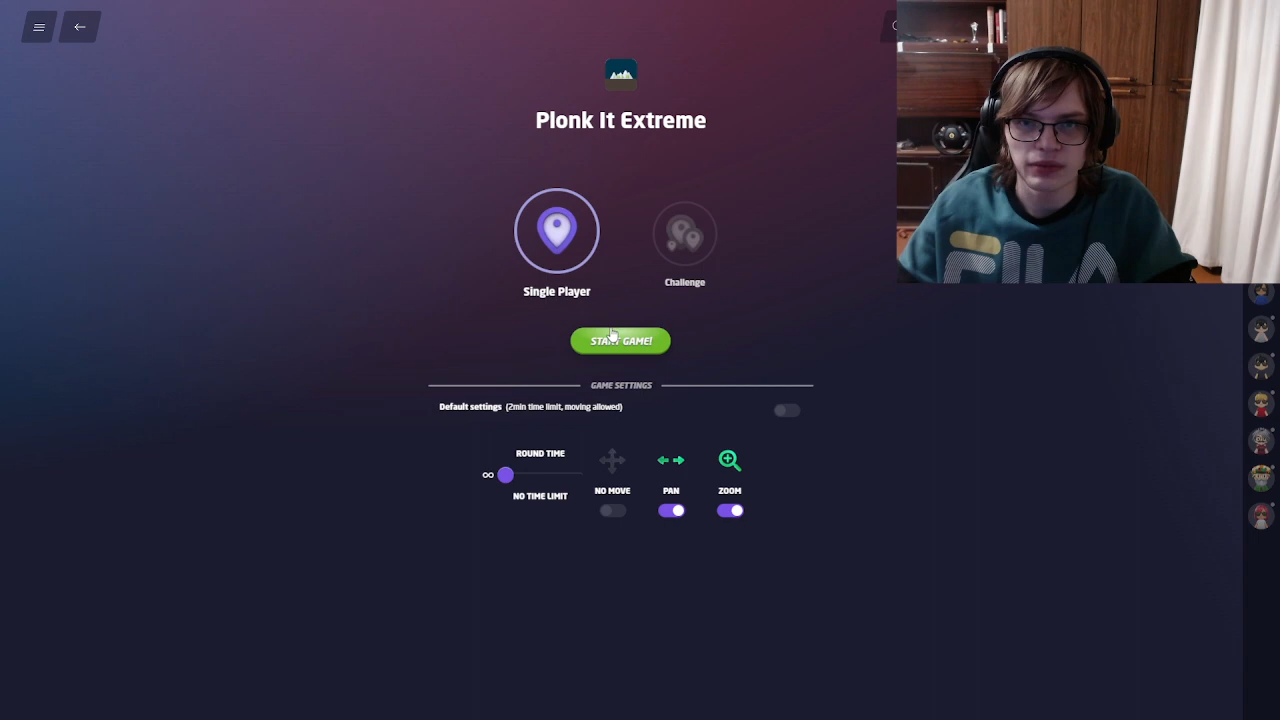 Plonk It Extreme
Single Player
Challenge
START GAME!
GAME SETTINGS
Default settings (2min time limit, moving allowed)
ROUND TIME
∞
NO TIME LIMIT
NO MOVE
PAN
ZOOM
FILA